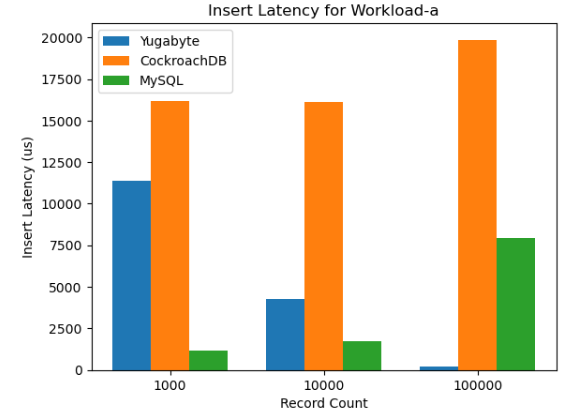 Insert Latency for Workload-a
Yugabyte
CockroachDB
MySQL
Insert Latency (us)
20000
17500
15000
12500
10000
7500
5000
2500
0
1000
10000
100000
Record Count